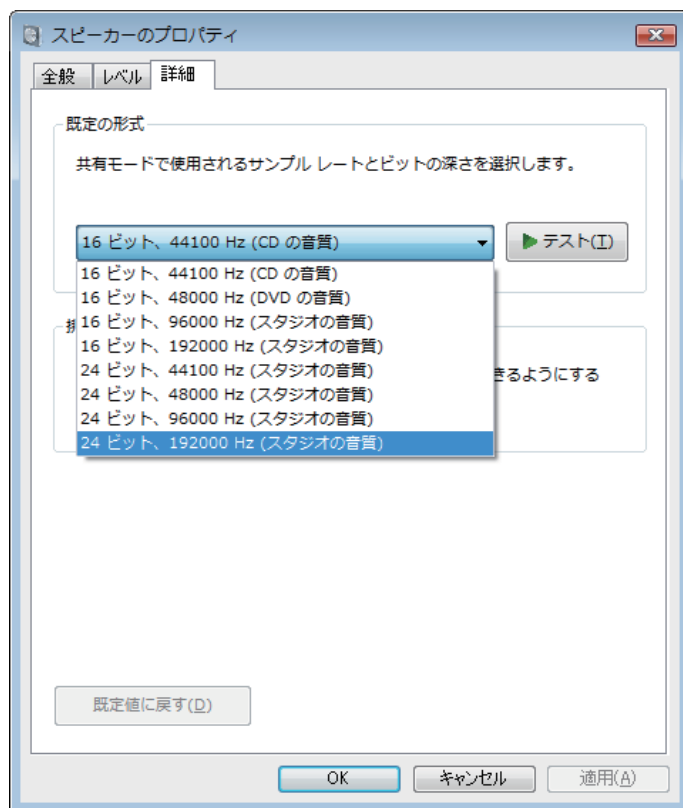 スピーカーのプロパティ
全般 レベル 詳細
既定の形式
共有モードで使用されるサンプル レートとビットの深さを選択します。
16 ビット、44100 Hz (CD の音質)
テスト(T)
16 ビット、44100 Hz (CD の音質)
16 ビット、48000 Hz (DVD の音質)
16 ビット、96000 Hz (スタジオの音質)
16 ビット、192000 Hz (スタジオの音質)
24 ビット、44100 Hz (スタジオの音質)
きるようにする
24 ビット、48000 Hz (スタジオの音質)
24 ビット、96000 Hz (スタジオの音質)
24 ビット、192000 Hz (スタジオの音質)
既定値に戻す(D)
OK キャンセル 適用(A)